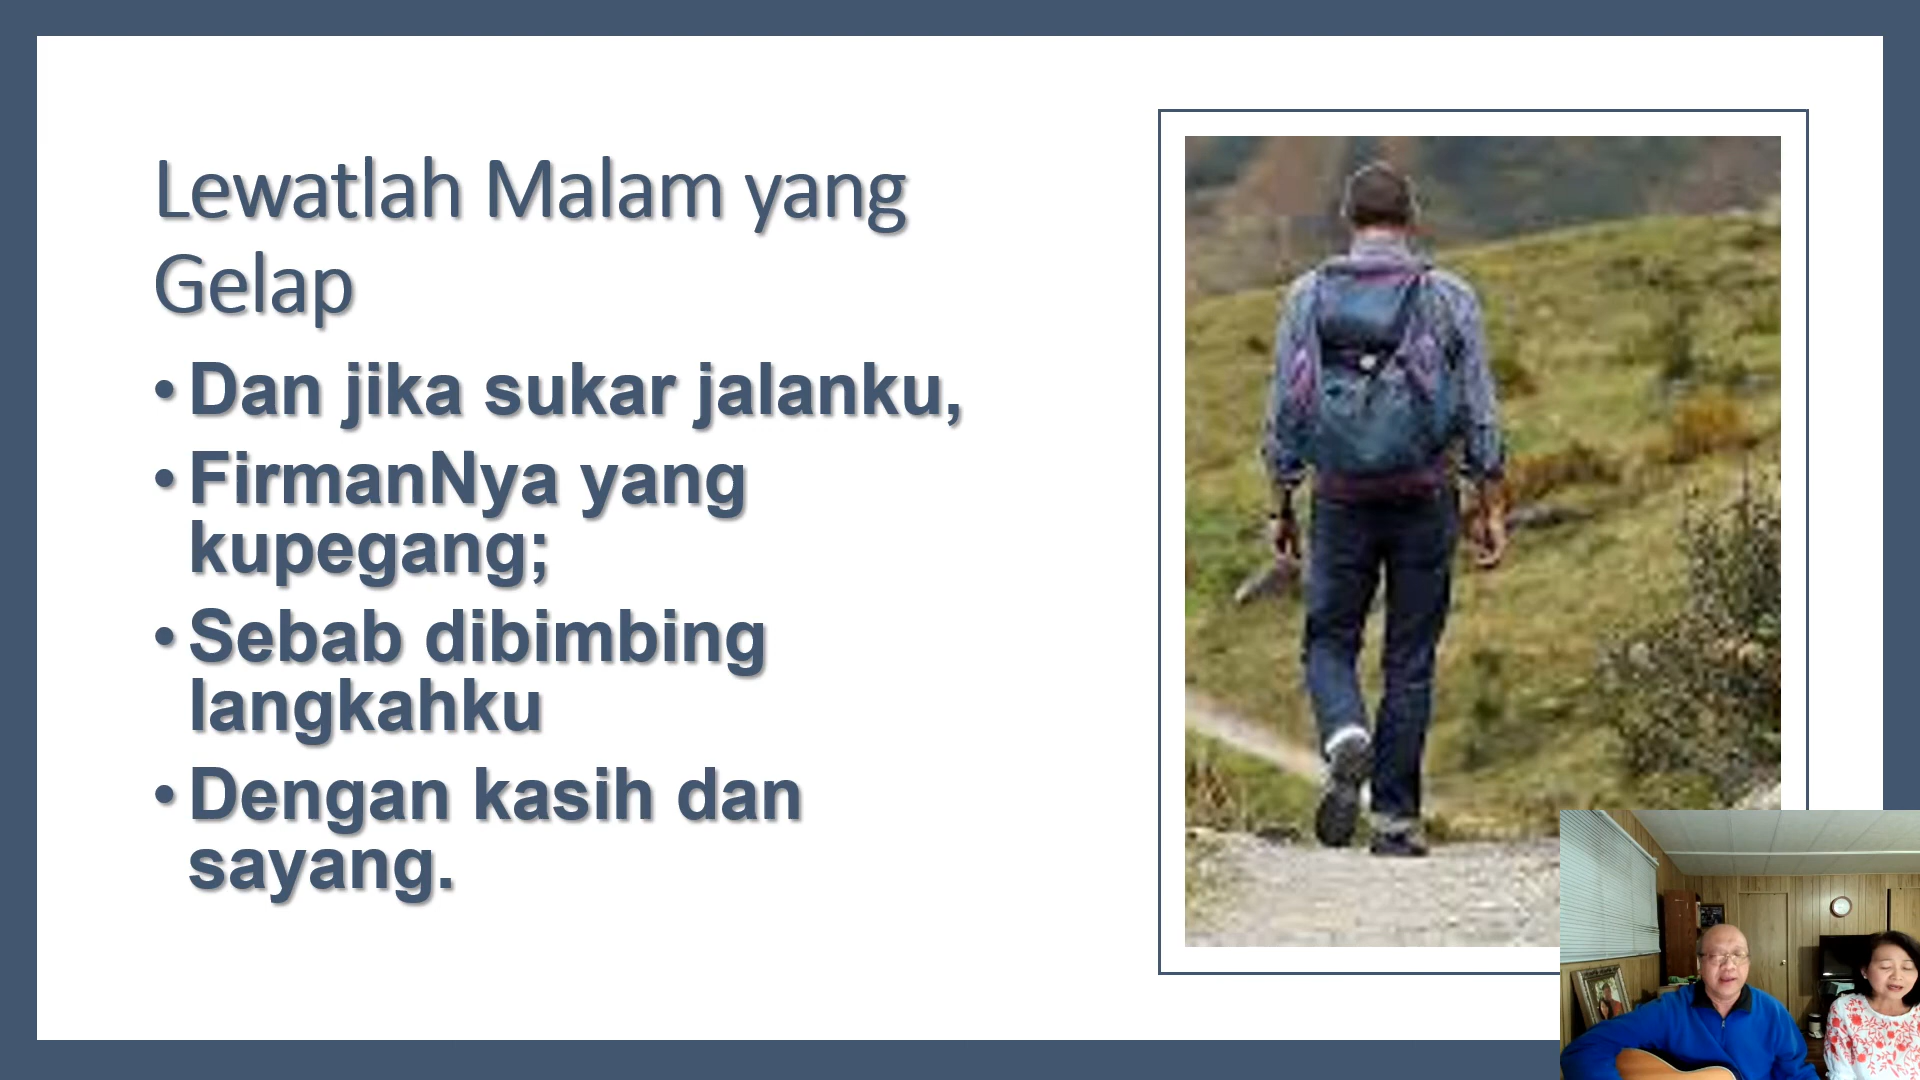 Lewatlah Malam yang
Gelap
• Dan jika sukar jalanku,
• FirmanNya yang
kupegang;
• Sebab dibimbing
langkahku
• Dengan kasih dan
sayang.